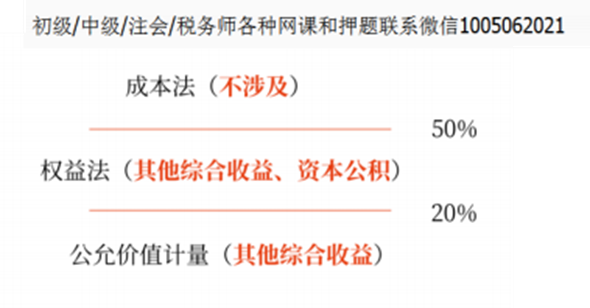 初级/中级/注会/税务师各种网课和押题联系微信1005062021
成本法（不涉及）
50%
权益法（其他综合收益、资本公积）
20%
公允价值计量（其他综合收益）